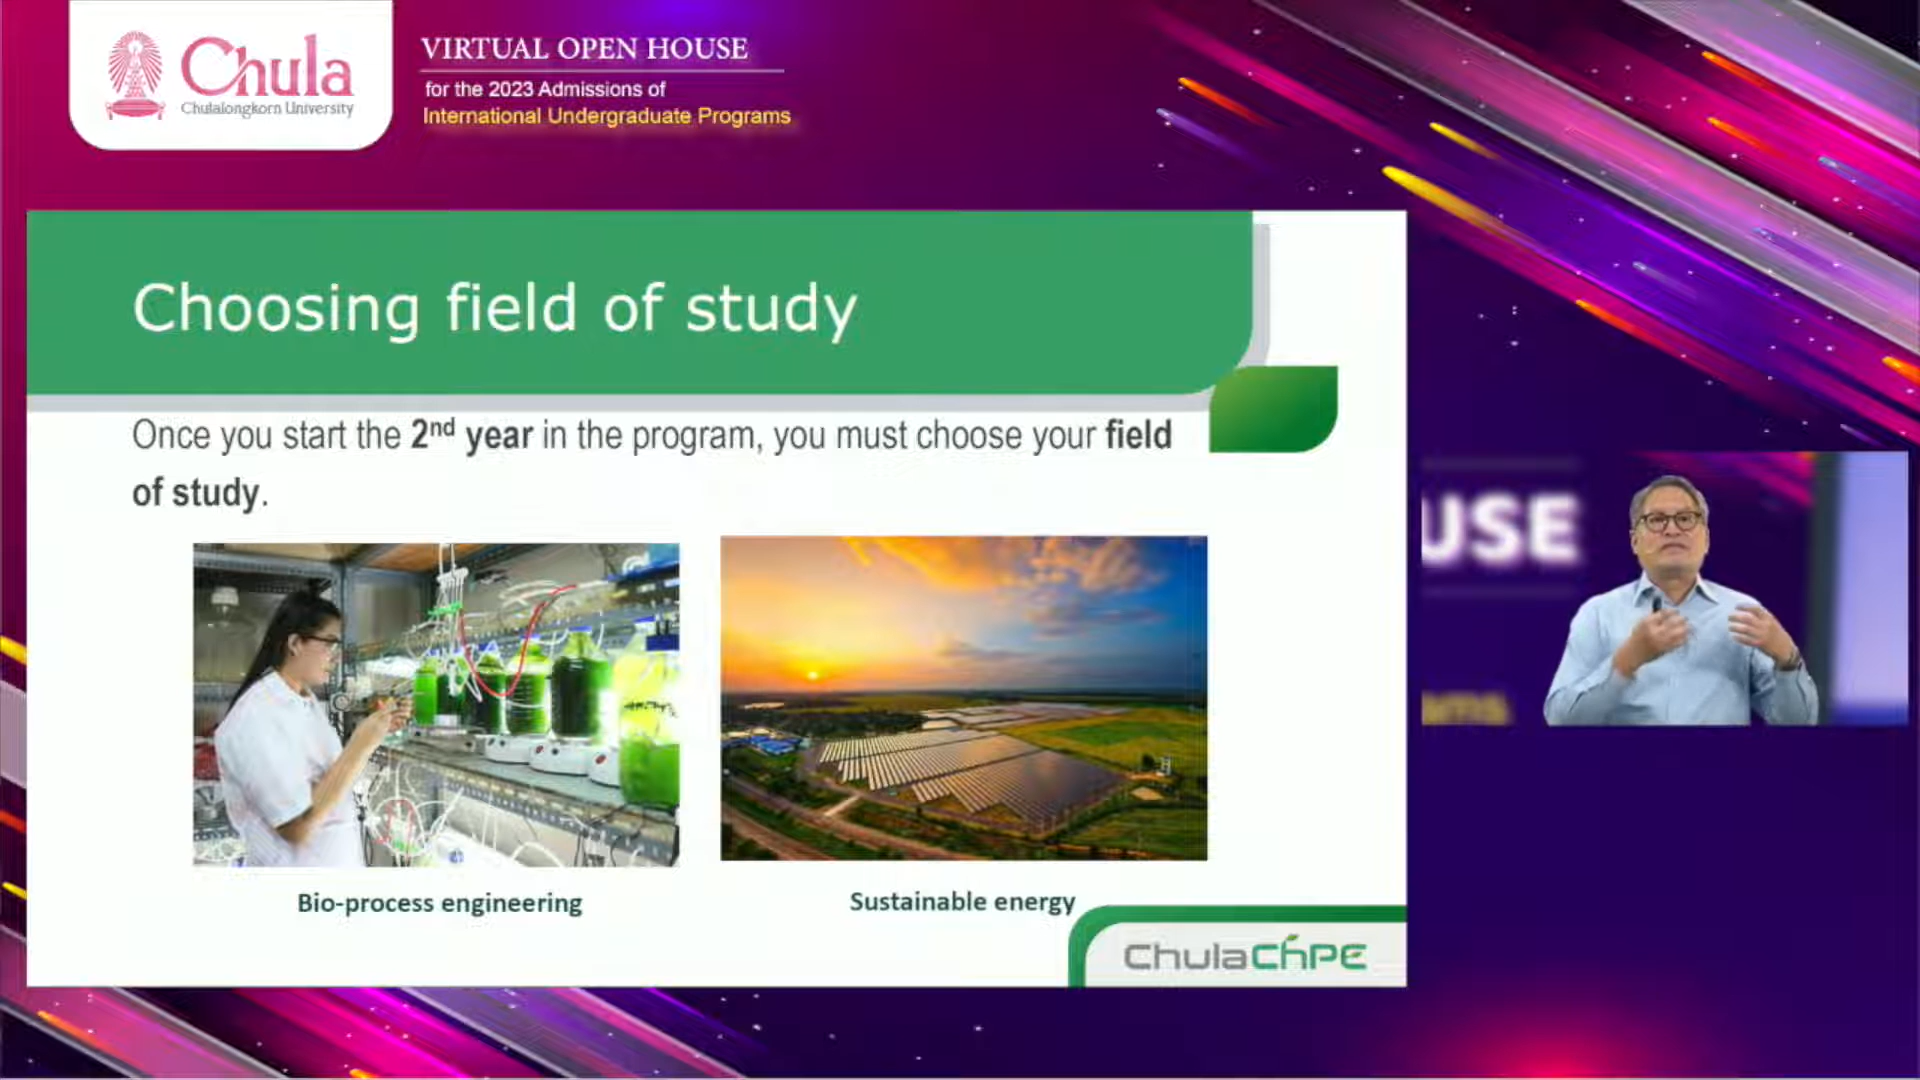 Chula
Chulalongkorn University
VIRTUAL OPEN HOUSE
for the 2023 Admissions of
International Undergraduate Programs
Choosing field of study
Once you start the 2nd year in the program, you must choose your field
of study.
USE
ams
Bio-process engineering
Sustainable energy
ChulaChPE